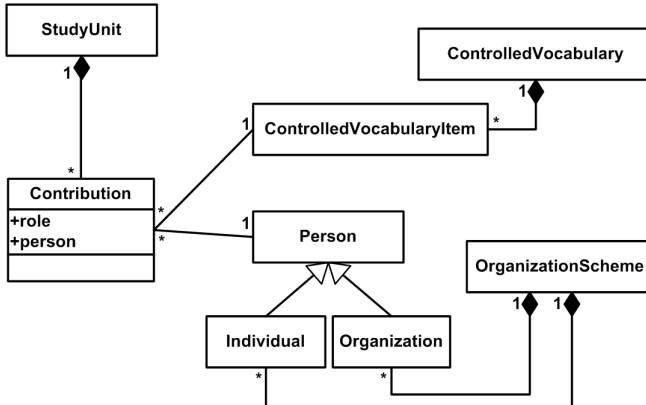 StudyUnit
1
ControlledVocabulary
1
*
1
ControlledVocabularyItem
*
Contribution
*
+role
+person
*
1
Person
OrganizationScheme
1
1
Individual
Organization
*
*